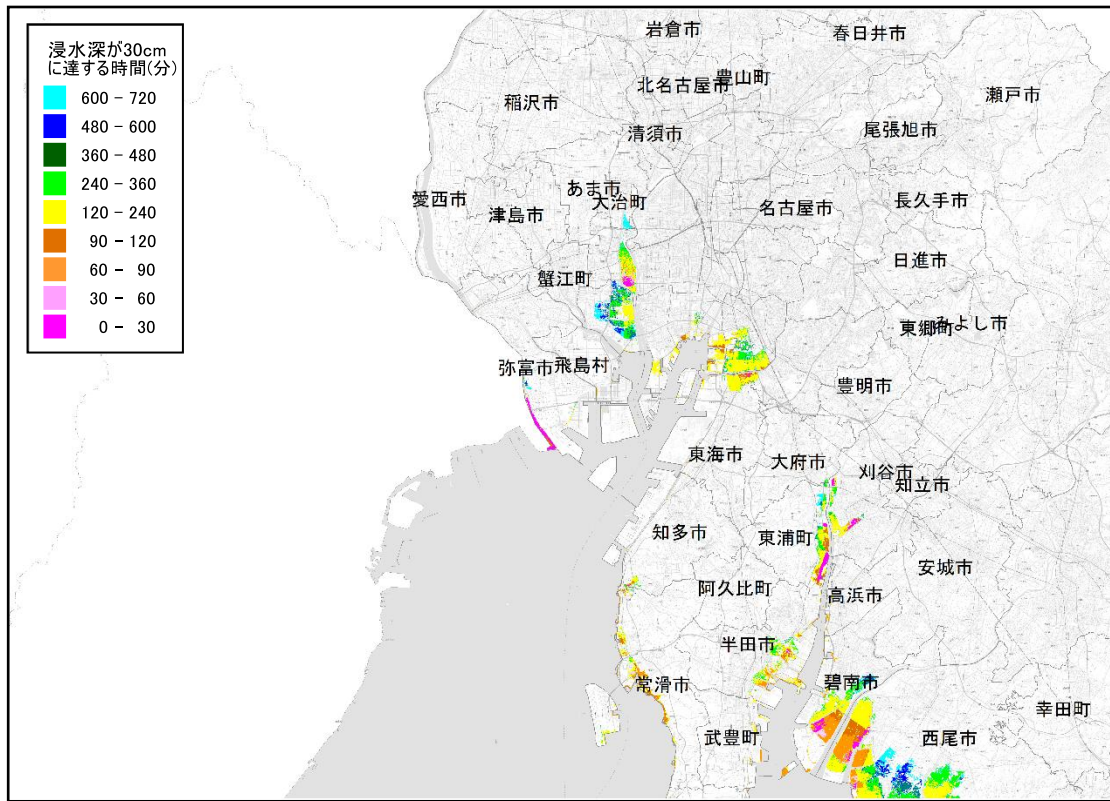 浸水深が30cm
に達する時間(分)
600 - 720
480 - 600
360 - 480
240 - 360
120 - 240
90 - 120
60 - 90
30 - 60
0 - 30
岩倉市
春日井市
北名古屋市
豊山町
瀬戸市
稲沢市
清須市
尾張旭市
あま市
大治町
愛西市
津島市
名古屋市
長久手市
蟹江町
日進市
東郷町
みよし市
弥富市
飛島村
豊明市
東海市
大府市
刈谷市
知立市
知多市
東浦町
安城市
阿久比町
高浜市
半田市
常滑市
碧南市
武豊町
西尾市
幸田町